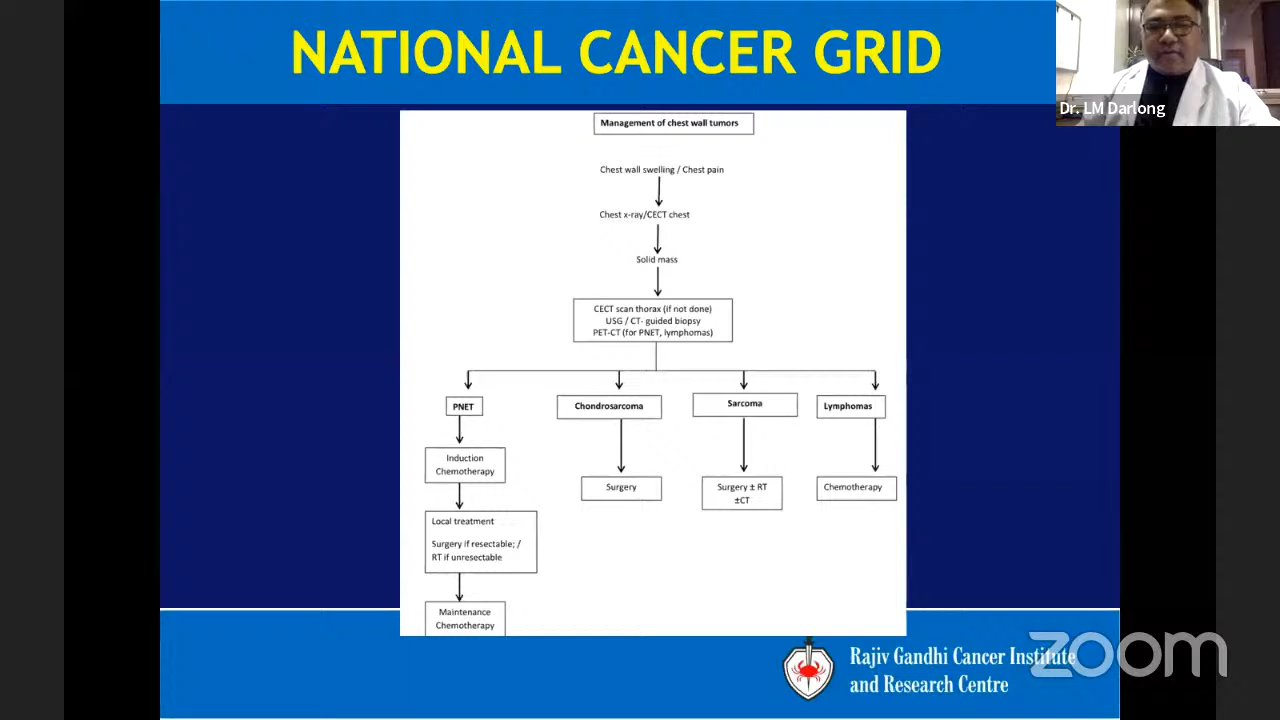 NATIONAL CANCER GRID
Dr. LM Darlong
Management of chest wall tumors
Chest wall swelling / Chest pain
Chest x-ray/CECT chest
Solid mass
CECT scan thorax (if not done)
USG / CT- guided biopsy
PET-CT (for PNET, lymphomas)
PNET
Chondrosarcoma
Sarcoma
Lymphomas
Induction
Chemotherapy
Surgery
Surgery ± RT
±CT
Chemotherapy
Local treatment
Surgery if resectable; /
RT if unresectable
Maintenance
Chemotherapy
Rajiv Gandhi Cancer Institute
and Research Centre
zoom